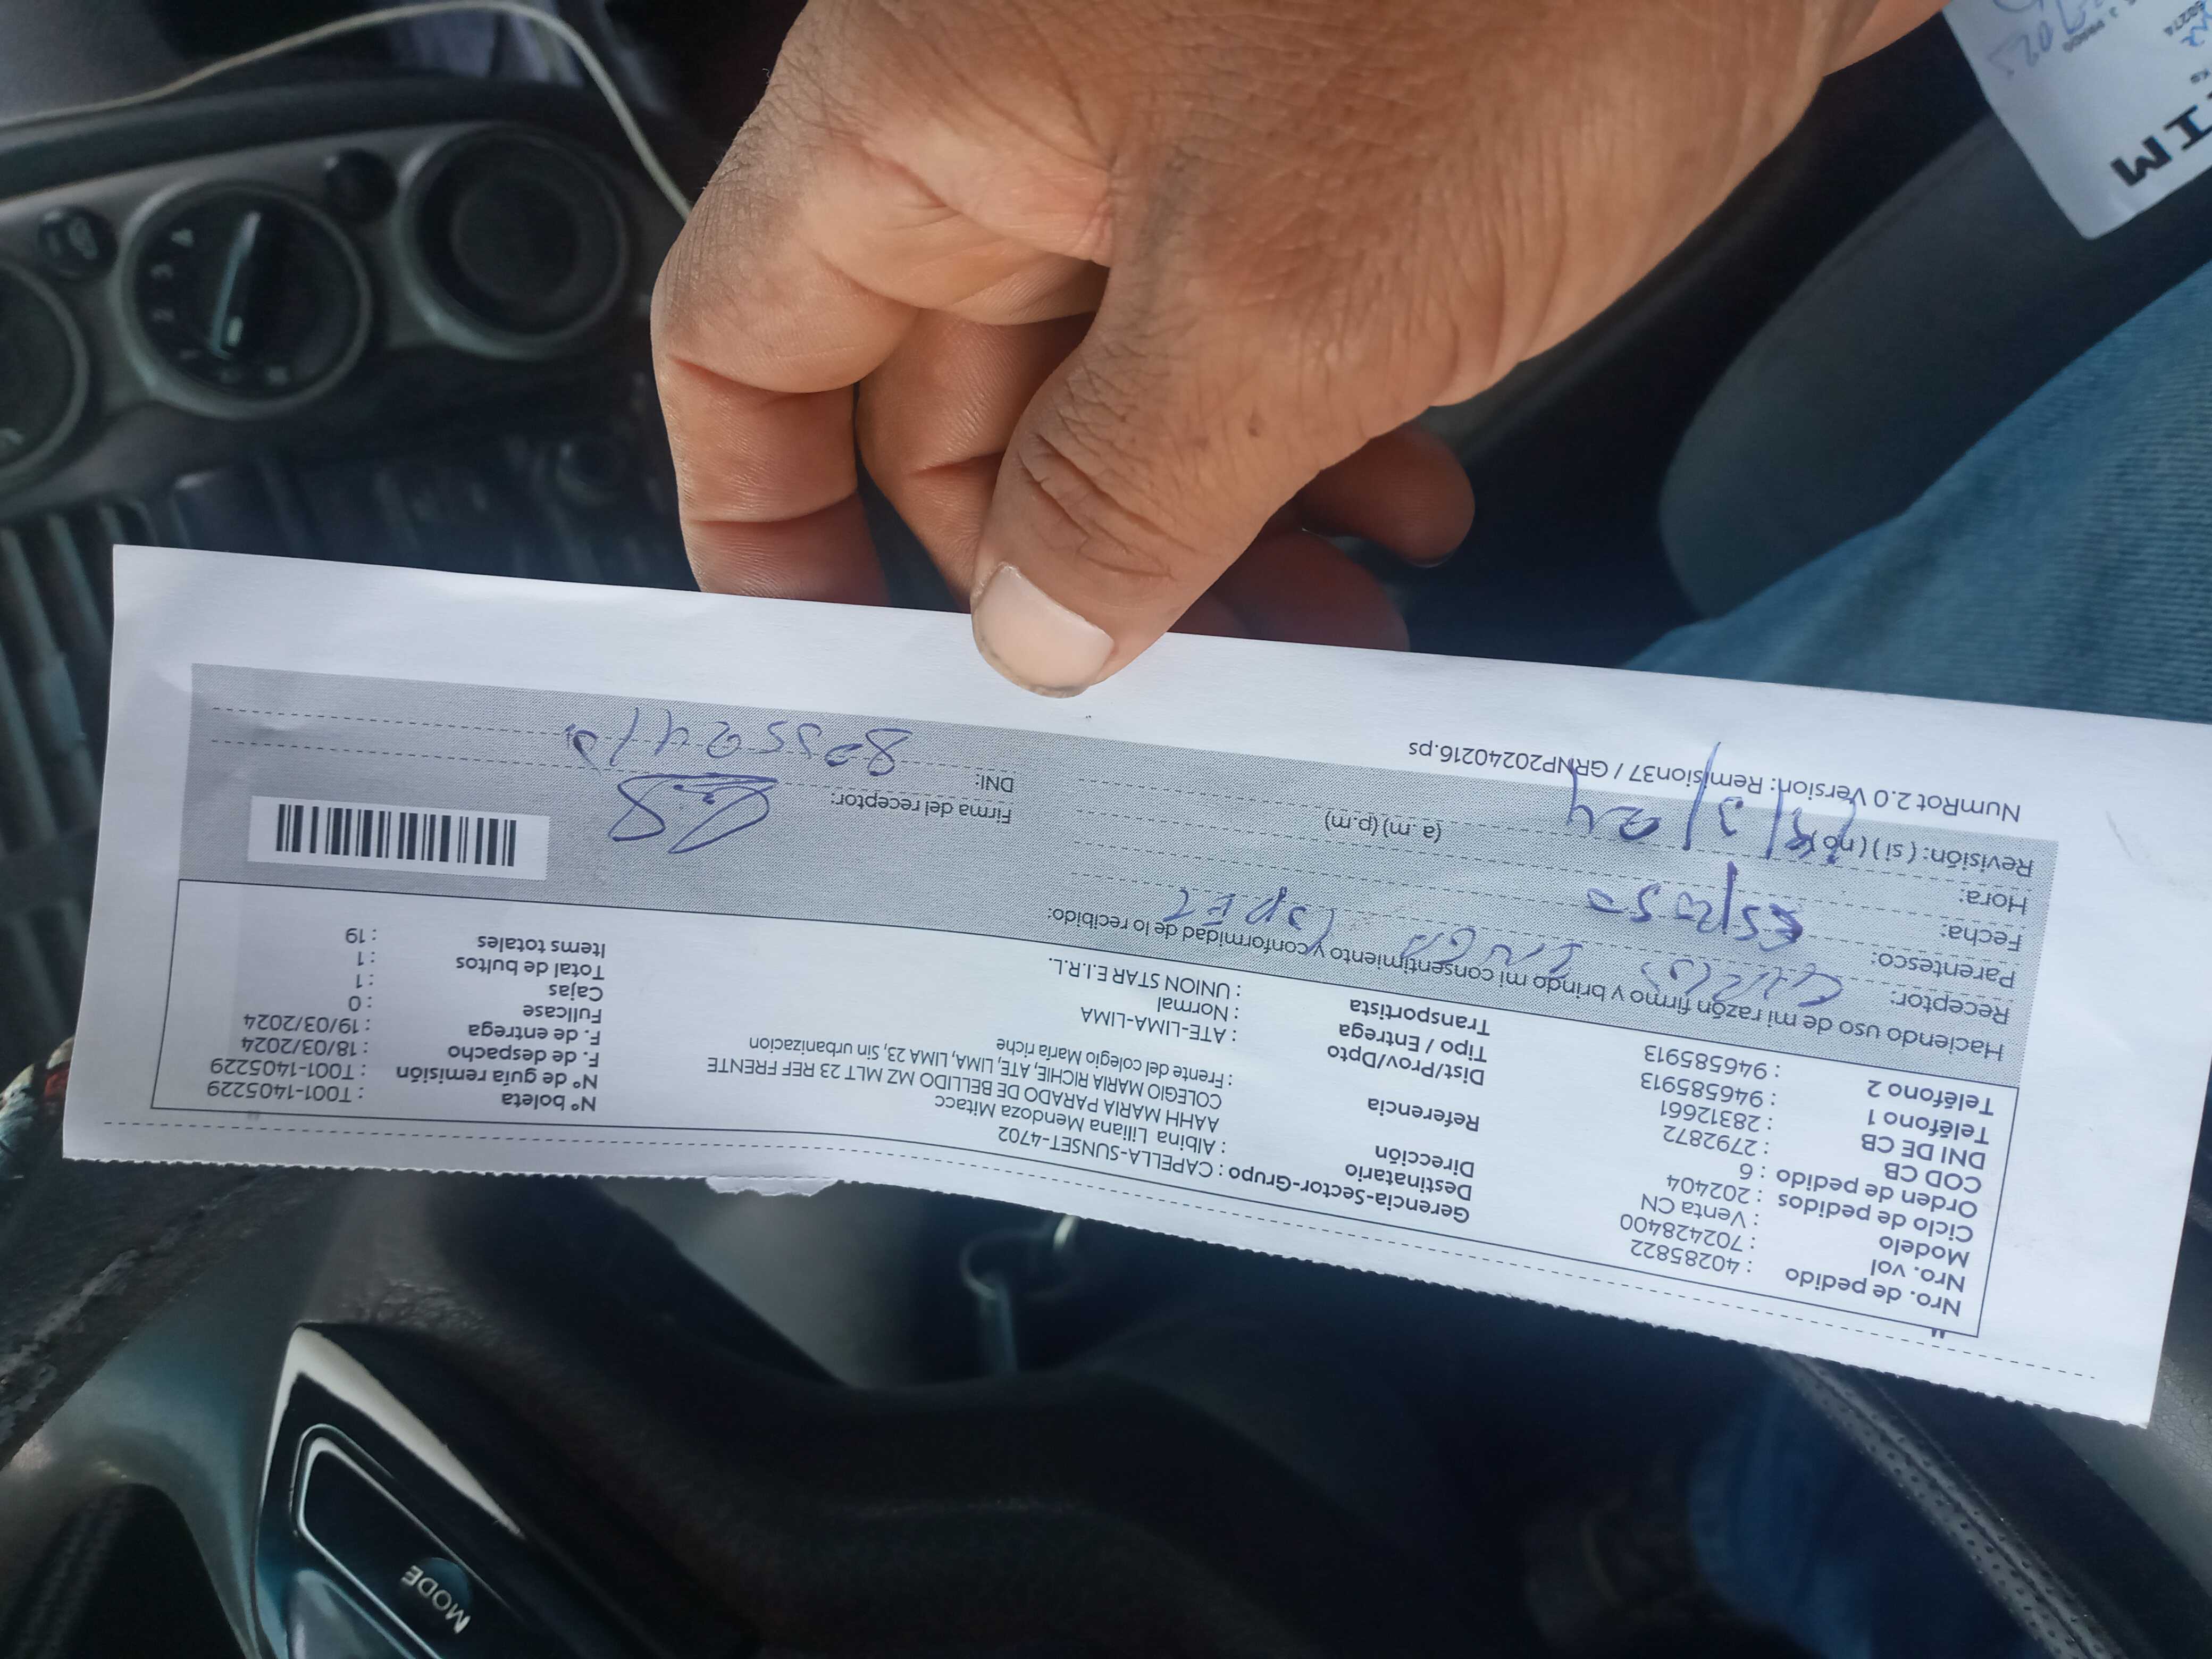 Nro. de pedido : 40285822
Nro. vol : 702428400
Modelo : Venta CN
Ciclo de pedidos : 202404
Orden de pedido : 6
COD CB : 2792872
DNI DE CB : 28312661
Teléfono 1 : 946585913
Teléfono 2 : 946585913
Gerencia-Sector-Grupo : CAPELLA-SUNSET-4702
Destinatario : Albina Liliana Mendoza Mitacc
Dirección AAHH MARIA PARADO DE BELLIDO MZ MLT 23 REF FRENTE
COLEGIO MARIA RICHIE, ATE, LIMA, LIMA 23, Sin urbanizacion
Referencia : Frente del colegio Maria riche
Dist/Prov/Dpto : ATE-LIMA-LIMA
Tipo / Entrega : Normal
Transportista : UNION STAR E.I.R.L.
N° boleta : T001-1405229
N° de guía remisión : T001-1405229
F. de despacho : 18/03/2024
F. de entrega : 19/03/2024
Fullcase : 0
Cajas : 1
Total de bultos : 1
Items totales : 19
Haciendo uso de mi razón firmo y brindo mi consentimiento y conformidad de lo recibido:
Receptor: INGA
Parentesco:
Fecha:
Hora:
Revisión: ( si ) ( no ) (a. m) (p.m)
/3/24
Firma del receptor:
DNI:
NumRot 2.0 Version: Remision37 / GRNP20240216.ps
MODE